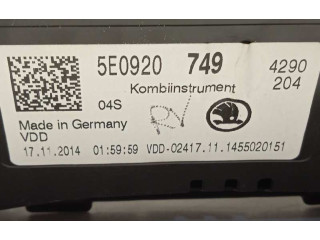 5E0920 749 4290
204
Kombiinstrument
04S
RV
Made in Germany
VDD
17.11.2014 01:59:59 VDD-02417.11.1455020151